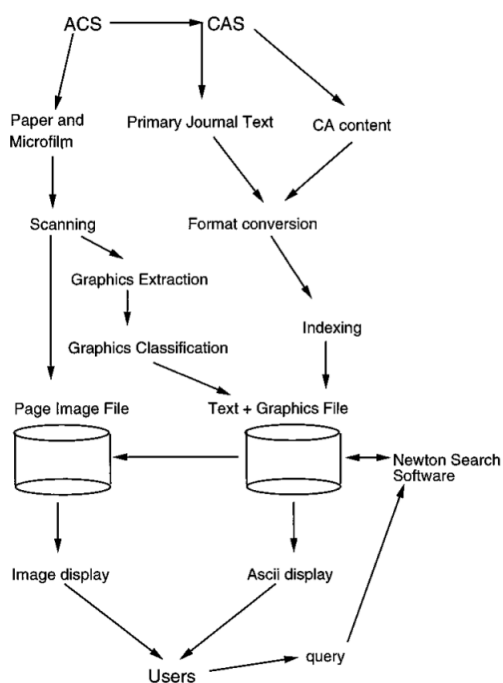 ACS CAS
Paper and
Microfilm
Primary Journal Text
CA content
Scanning
Format conversion
Graphics Extraction
Indexing
Graphics Classification
Page Image File
Text + Graphics File
Newton Search
Software
Image display
Ascii display
Users
query